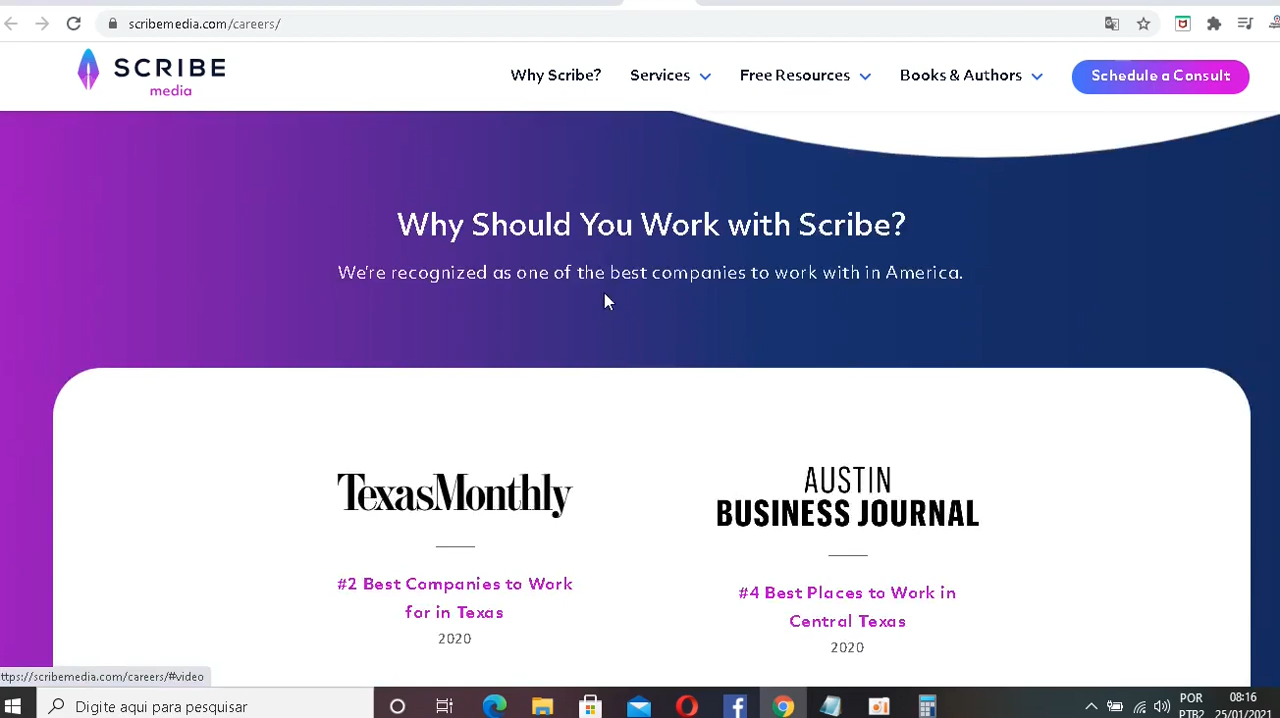 scribemedia.com/careers/
SCRIBE
media
Why Scribe?
Services
Free Resources
Books & Authors
Schedule a Consult
Why Should You Work with Scribe?
We're recognized as one of the best companies to work with in America.
TexasMonthly
#2 Best Companies to Work
for in Texas
2020
AUSTIN
BUSINESS JOURNAL
#4 Best Places to Work in
Central Texas
2020
ttps://scribemedia.com/careers/#video
Digite aqui para pesquisar
POR
PTB2
08:16
25/01/2021